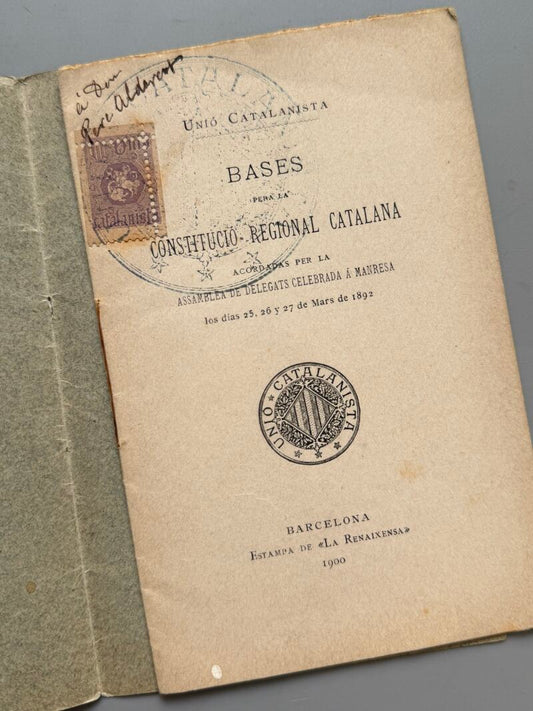 á Don
Pere Aldavert
CATALA
UNIÓ CATALANISTA
BASES
PERA LA
CONSTITUCIÓ REGIONAL CATALANA
ACORDADAS PER LA
ASSAMBLEA DE DELEGATS CELEBRADA Á MANRESA
los días 25, 26 y 27 de Mars de 1892
UNIÓ CATALANISTA
BARCELONA
ESTAMPA DE «LA RENAIXENSA»
1900